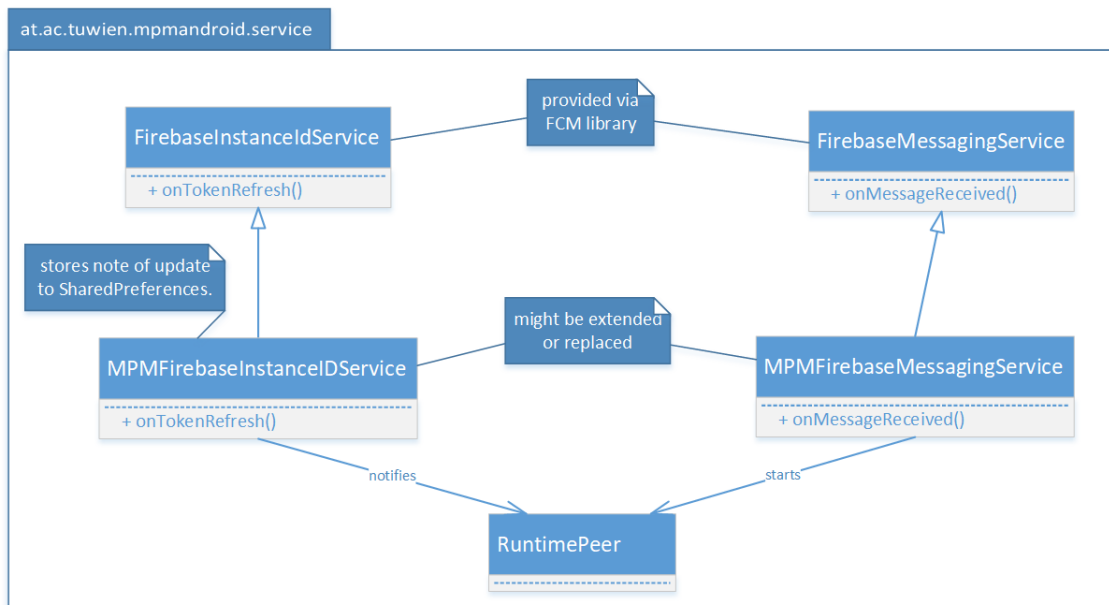 at.ac.tuwien.mpmandroid.service
provided via
FCM library
FirebaseInstanceIdService
+ onTokenRefresh()
FirebaseMessagingService
+ onMessageReceived()
stores note of update
to SharedPreferences.
might be extended
or replaced
MPMFirebaseInstanceIDService
+ onTokenRefresh()
MPMFirebaseMessagingService
+ onMessageReceived()
notifies
starts
RuntimePeer